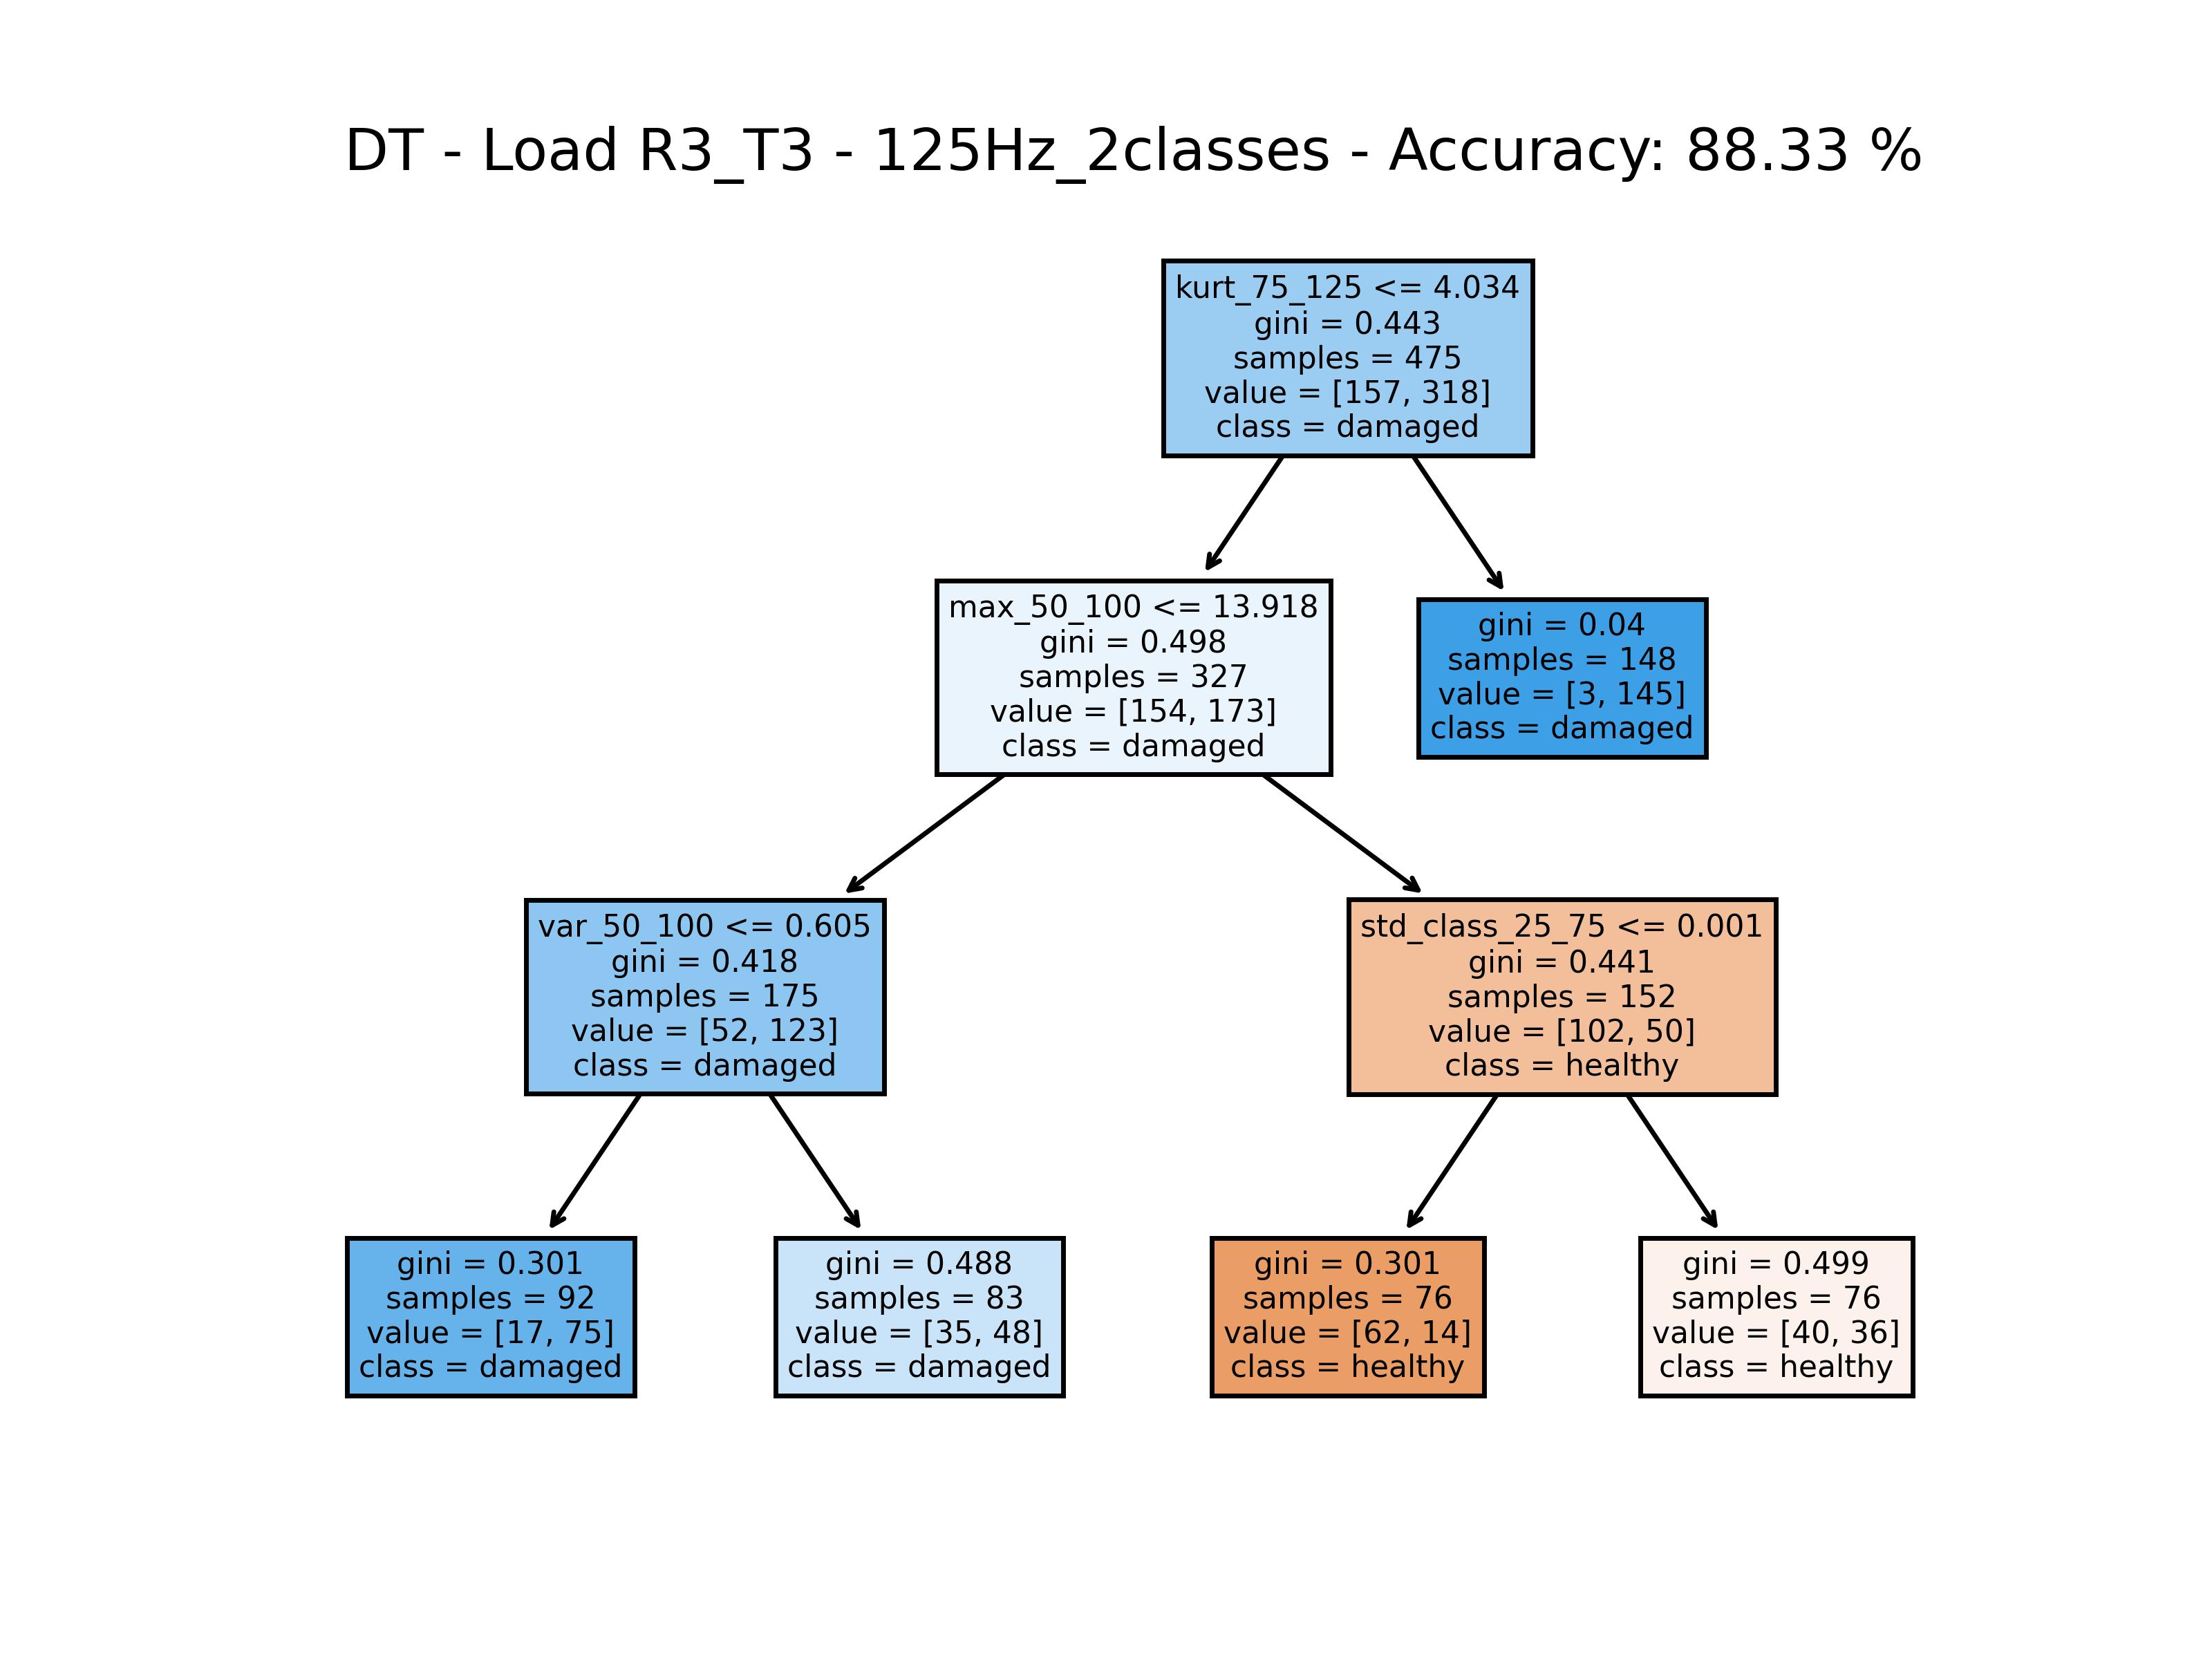 DT - Load R3_T3 - 125Hz_2classes - Accuracy: 88.33 %
kurt_75_125 <= 4.034
gini = 0.443
samples = 475
value = [157, 318]
class = damaged
max_50_100 <= 13.918
gini = 0.498
samples = 327
value = [154, 173]
class = damaged
gini = 0.04
samples = 148
value = [3, 145]
class = damaged
var_50_100 <= 0.605
gini = 0.418
samples = 175
value = [52, 123]
class = damaged
std_class_25_75 <= 0.001
gini = 0.441
samples = 152
value = [102, 50]
class = healthy
gini = 0.301
samples = 92
value = [17, 75]
class = damaged
gini = 0.488
samples = 83
value = [35, 48]
class = damaged
gini = 0.301
samples = 76
value = [62, 14]
class = healthy
gini = 0.499
samples = 76
value = [40, 36]
class = healthy